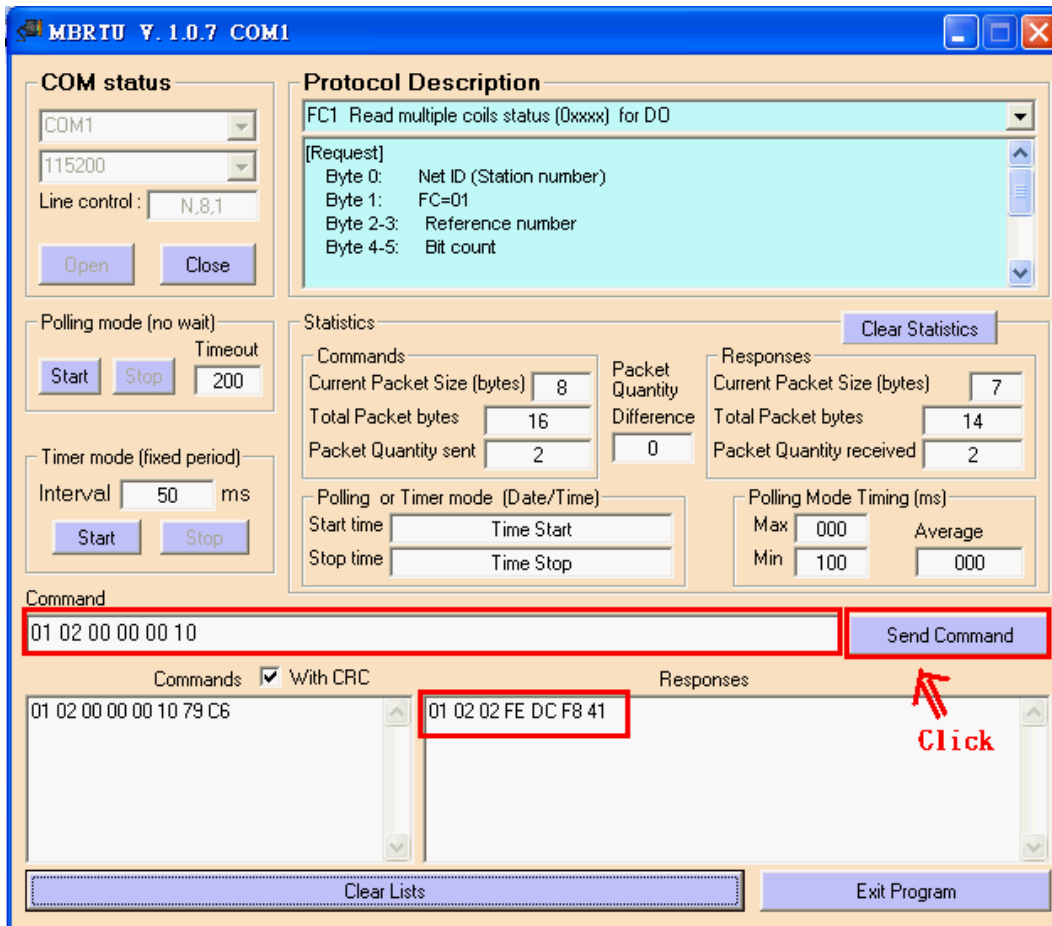 MBRTU V. 1.0.7 COM1
COM status
COM1
115200
Line control : N,8,1
Open Close
Protocol Description
FC1 Read multiple coils status (0xxxx) for DO
[Request]
Byte 0: Net ID (Station number)
Byte 1: FC=01
Byte 2-3: Reference number
Byte 4-5: Bit count
Polling mode (no wait)
Timeout
Start Stop 200
Timer mode (fixed period)
Interval 50 ms
Start Stop
Statistics
Clear Statistics
Commands
Current Packet Size (bytes) 8
Total Packet bytes 16
Packet Quantity sent 2
Packet
Quantity
Difference
0
Responses
Current Packet Size (bytes) 7
Total Packet bytes 14
Packet Quantity received 2
Polling or Timer mode (Date/Time)
Start time Time Start
Stop time Time Stop
Polling Mode Timing (ms)
Max 000 Average
Min 100 000
Command
01 02 00 00 00 10
Send Command
Commands With CRC
Responses
01 02 00 00 00 10 79 C6
01 02 02 FE DC F8 41
Click
Clear Lists
Exit Program